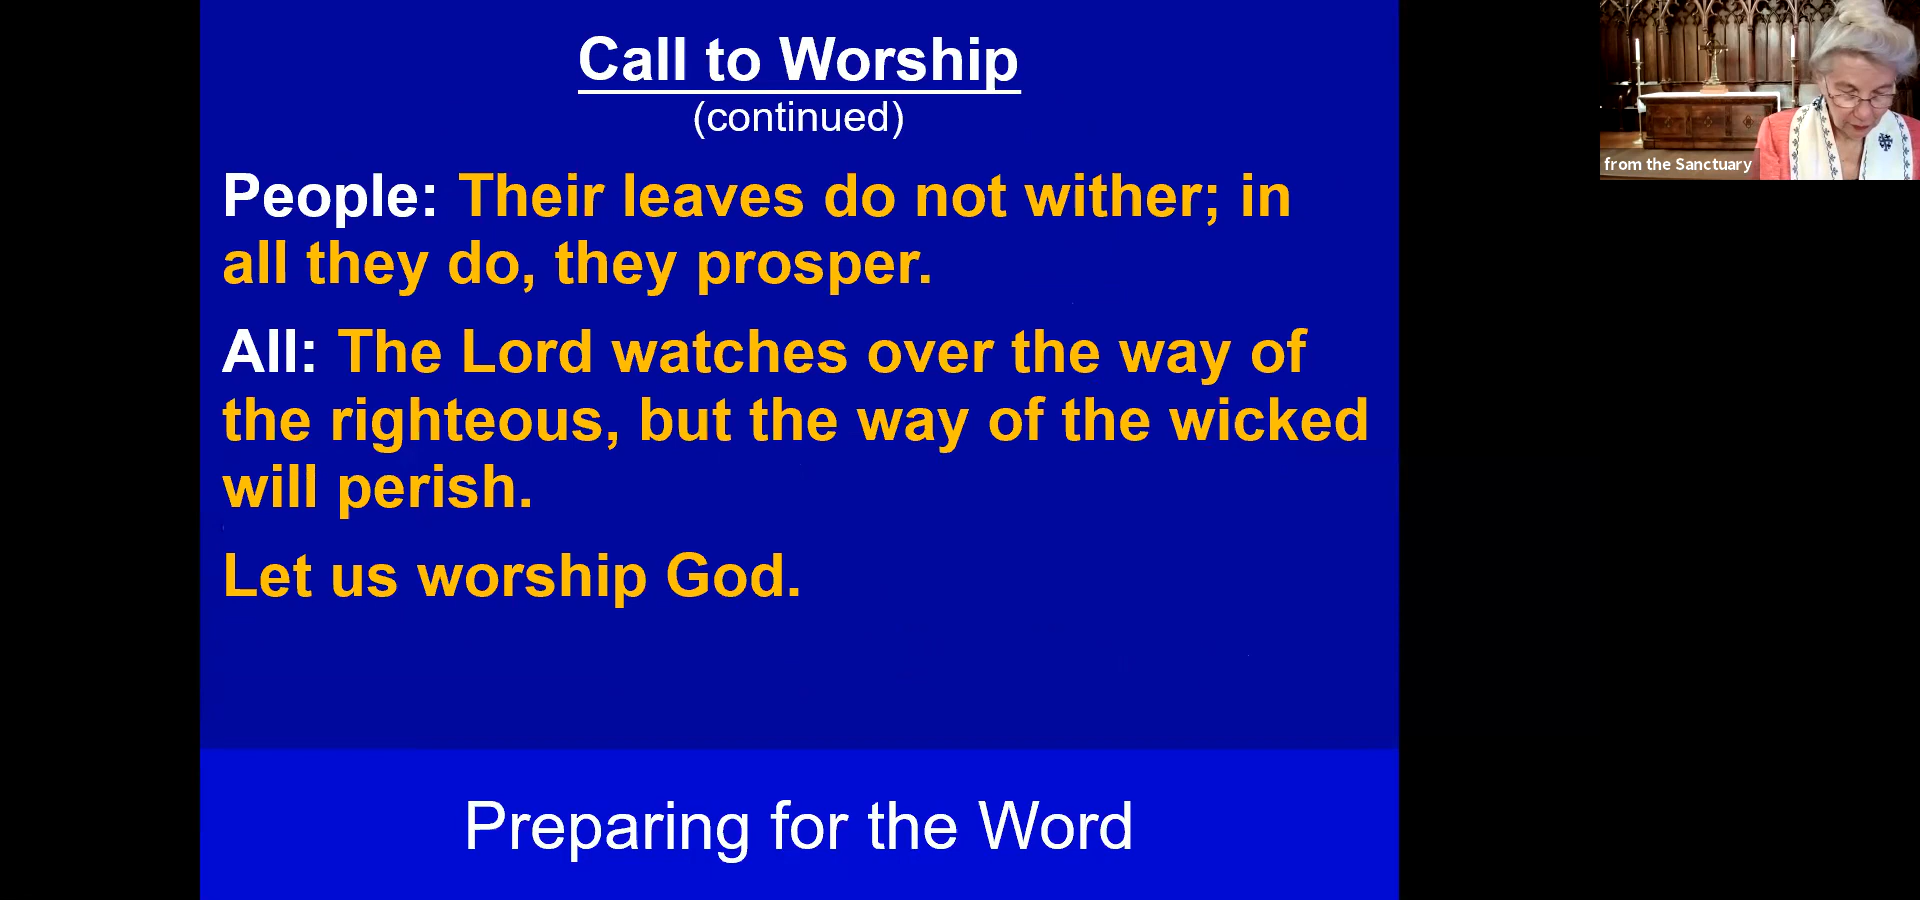 Call to Worship
(continued)
People: Their leaves do not wither; in
all they do, they prosper.
All: The Lord watches over the way of
the righteous, but the way of the wicked
will perish.
Let us worship God.
Preparing for the Word
from the Sanctuary